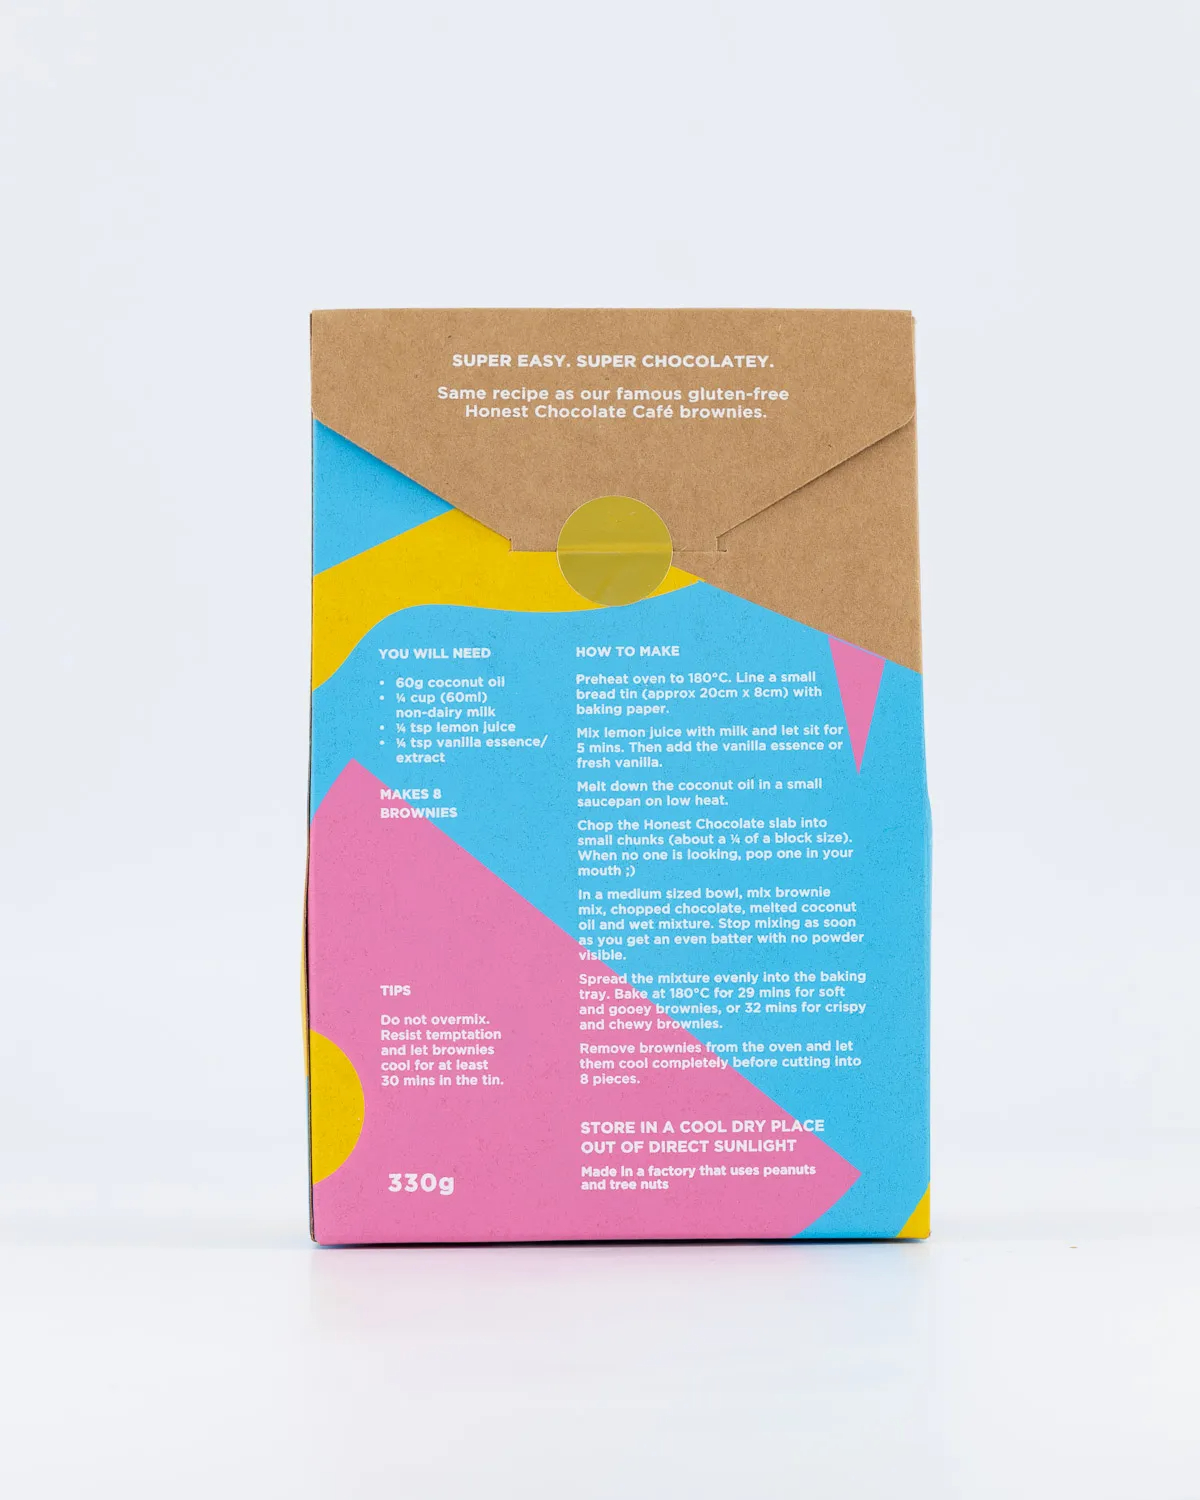 SUPER EASY. SUPER CHOCOLATEY.
Same recipe as our famous gluten-free
Honest Chocolate Café brownies.
YOU WILL NEED
• 60g coconut oil
• ¼ cup (60ml)
non-dairy milk
• ¼ tsp lemon juice
• ¼ tsp vanilla essence/
extract
MAKES 8
BROWNIES
TIPS
Do not overmix.
Resist temptation
and let brownies
cool for at least
30 mins in the tin.
330g
HOW TO MAKE
Preheat oven to 180°C. Line a small
bread tin (approx 20cm x 8cm) with
baking paper.
Mix lemon juice with milk and let sit for
5 mins. Then add the vanilla essence or
fresh vanilla.
Melt down the coconut oil in a small
saucepan on low heat.
Chop the Honest Chocolate slab into
small chunks (about a ¼ of a block size).
When no one is looking, pop one in your
mouth ;)
In a medium sized bowl, mix brownie
mix, chopped chocolate, melted coconut
oil and wet mixture. Stop mixing as soon
as you get an even batter with no powder
visible.
Spread the mixture evenly into the baking
tray. Bake at 180°C for 29 mins for soft
and gooey brownies, or 32 mins for crispy
and chewy brownies.
Remove brownies from the oven and let
them cool completely before cutting into
8 pieces.
STORE IN A COOL DRY PLACE
OUT OF DIRECT SUNLIGHT
Made in a factory that uses peanuts
and tree nuts